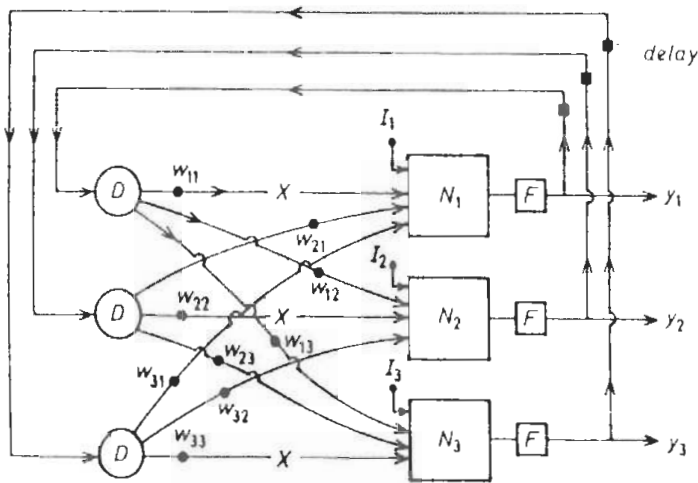 delay
I₁
D
w₁₁
X
N₁
F
y₁
w₂₁
I₂
w₁₂
D
w₂₂
X
N₂
F
y₂
w₁₃
w₂₃
w₃₁
w₃₂
I₃
D
w₃₃
X
N₃
F
y₃